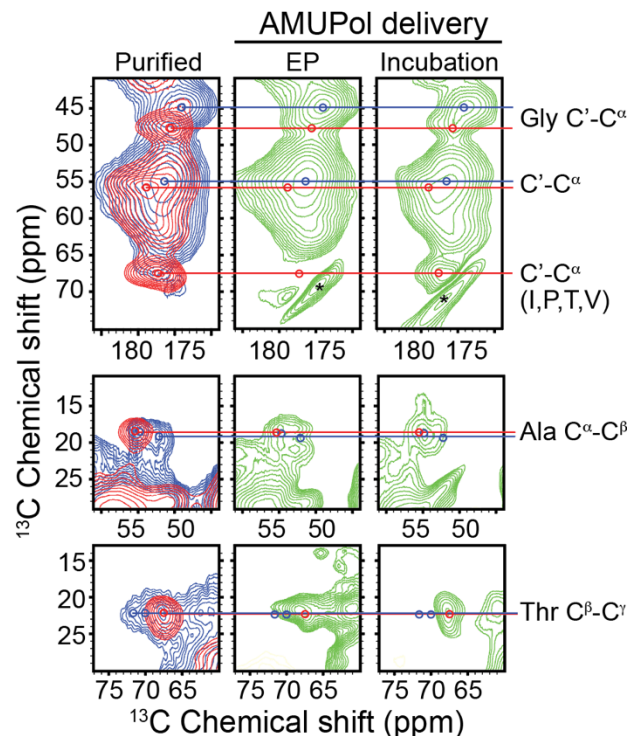 AMUPol delivery
Purified EP Incubation
45
50
55
60
65
70
Gly C'-Cα
C'-Cα
C'-Cα
(I,P,T,V)
* *
180 175 180 175 180 175
15
20
25
Ala Cα-Cβ
55 50 55 50 55 50
20
25
Thr Cβ-Cγ
75 70 65 75 70 65 75 70 65
13C Chemical shift (ppm)
13C Chemical shift (ppm)